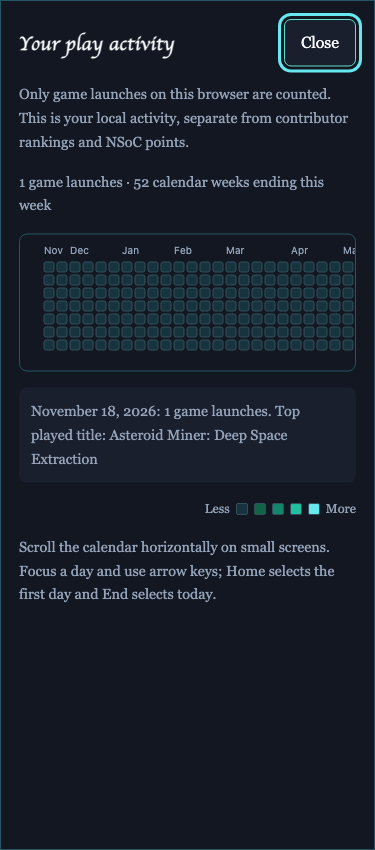 Your play activity
Close
Only game launches on this browser are counted.
This is your local activity, separate from contributor
rankings and NSoC points.
1 game launches · 52 calendar weeks ending this
week
Nov Dec Jan Feb Mar Apr Ma
November 18, 2026: 1 game launches. Top
played title: Asteroid Miner: Deep Space
Extraction
Less More
Scroll the calendar horizontally on small screens.
Focus a day and use arrow keys; Home selects the
first day and End selects today.